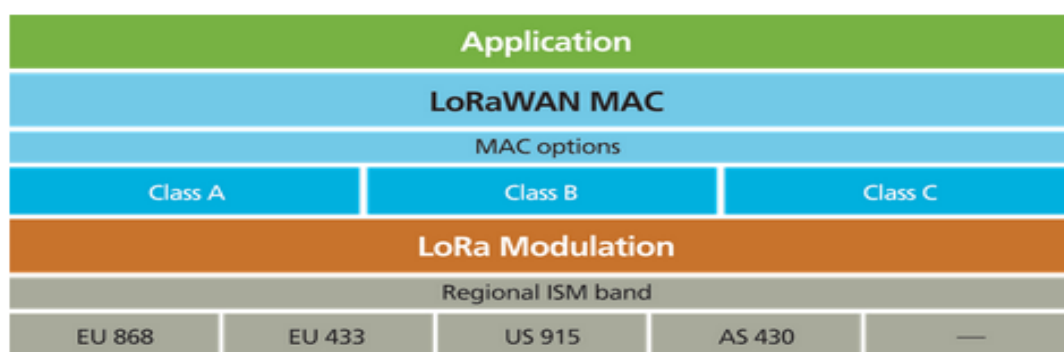 Application
LoRaWAN MAC
MAC options
Class A Class B Class C
LoRa Modulation
Regional ISM band
EU 868 EU 433 US 915 AS 430 —